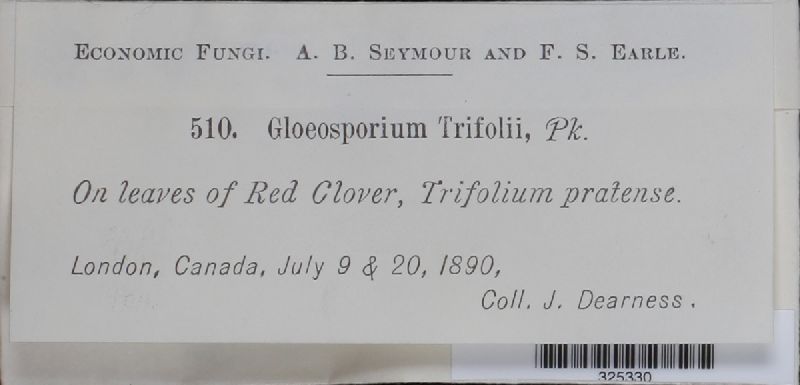 Economic Fungi. A. B. Seymour and F. S. Earle.
510. Gloeosporium Trifolii, Pk.
On leaves of Red Clover, Trifolium pratense.
London, Canada, July 9 & 20, 1890,
Coll. J. Dearness.
325330